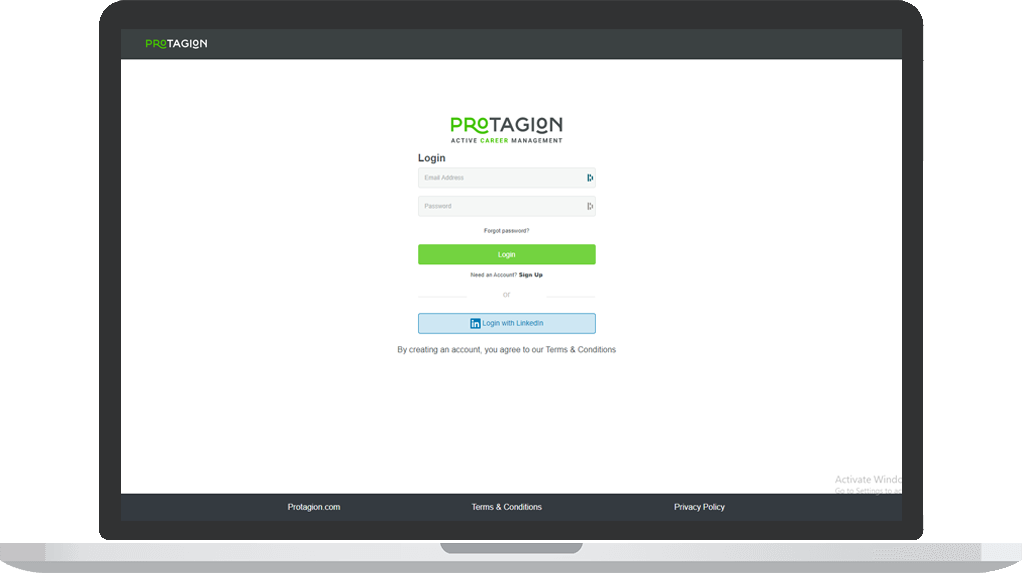 PROTAGION
PROTAGION
ACTIVE CAREER MANAGEMENT
Login
Email Address
Password
Forgot password?
Login
Need an Account? Sign Up
or
in Login with LinkedIn
By creating an account, you agree to our Terms & Conditions
Activate Windo
Go to Settings to ac
Protagion.com Terms & Conditions Privacy Policy